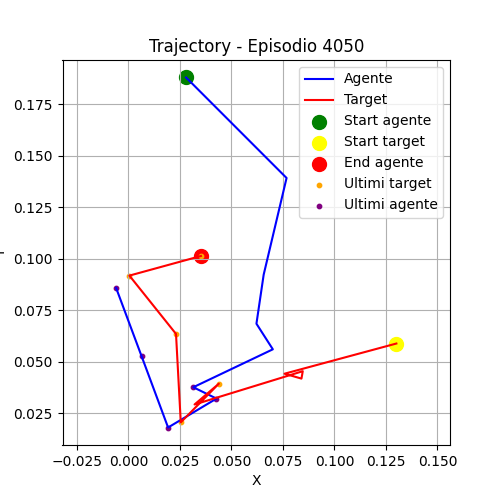 Trajectory - Episodio 4050
Agente
Target
Start agente
Start target
End agente
Ultimi target
Ultimi agente
0.175
0.150
0.125
0.100
0.075
0.050
0.025
-0.025
0.000
0.025
0.050
0.075
0.100
0.125
0.150
X